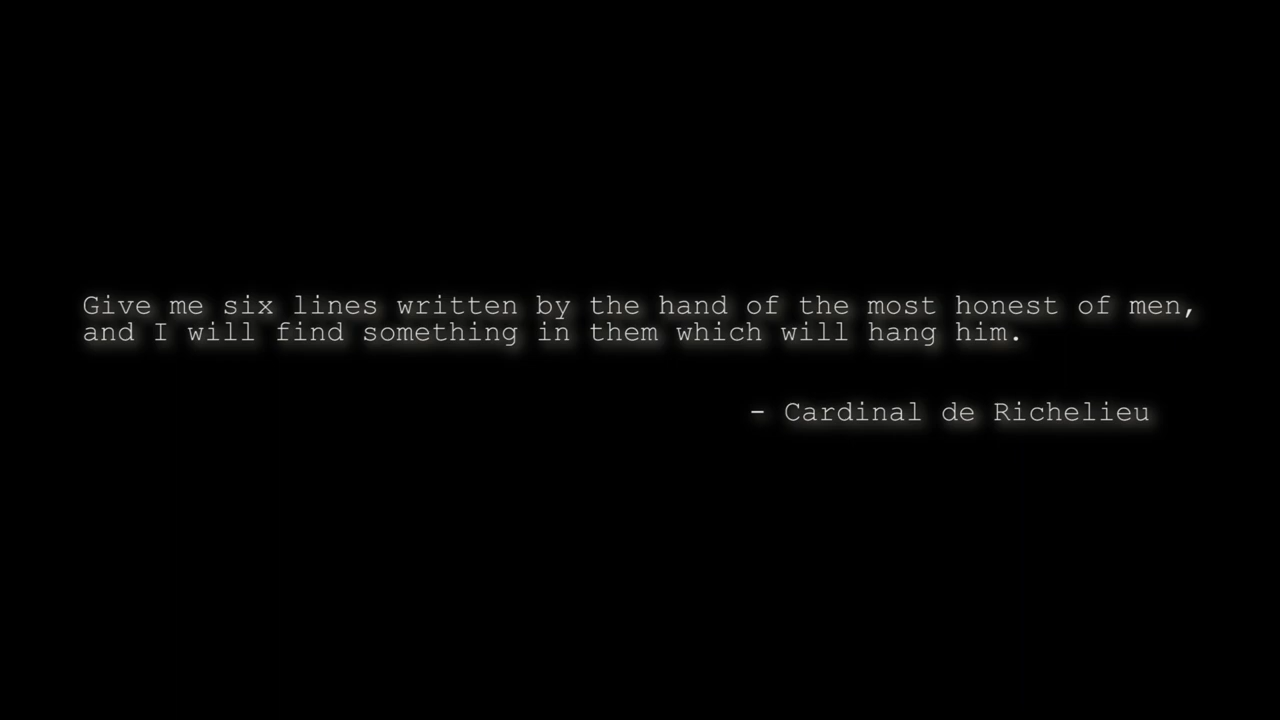 Give me six lines written by the hand of the most honest of men,
and I will find something in them which will hang him.
- Cardinal de Richelieu